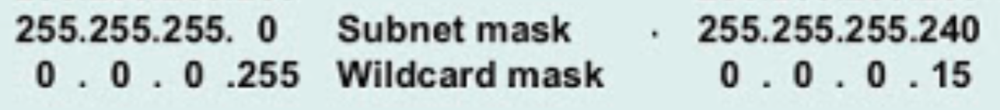 255.255.255. 0 Subnet mask 255.255.255.240
0 . 0 . 0 .255 Wildcard mask 0 . 0 . 0 . 15